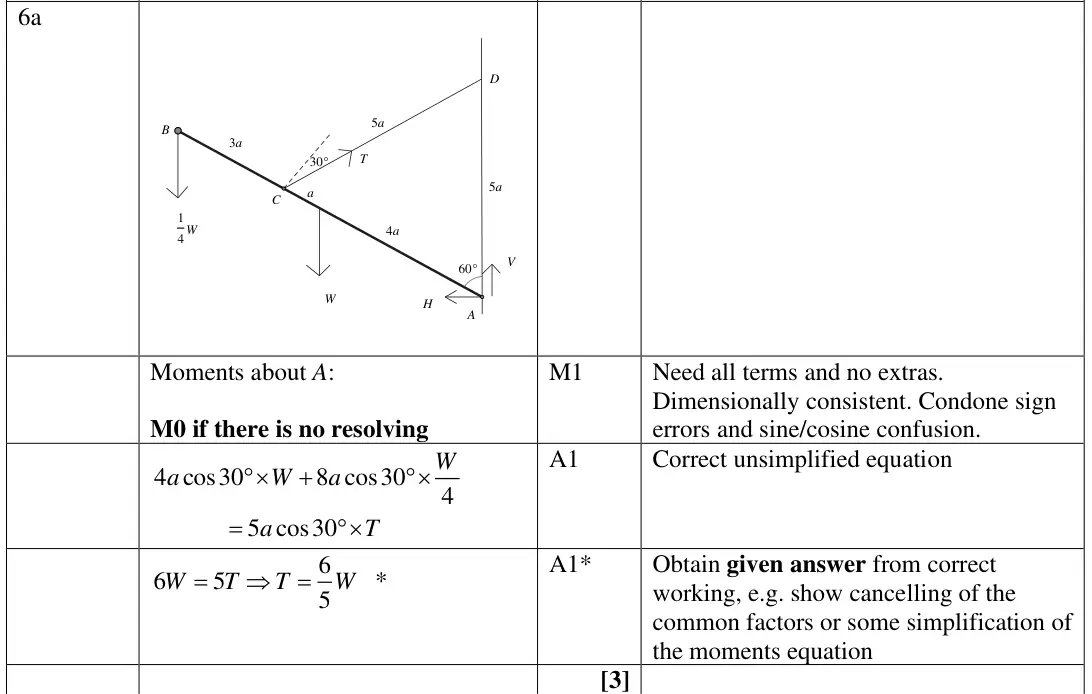 6a
D
5a
B
3a
30°
T
5a
C
a
1/4 W
4a
60°
V
W
H
A
Moments about A:
M1
Need all terms and no extras.
Dimensionally consistent. Condone sign
M0 if there is no resolving
errors and sine/cosine confusion.
4a cos 30° × W + 8a cos 30° × W/4
= 5a cos 30° × T
A1
Correct unsimplified equation
6W = 5T ⇒ T = 6/5 W *
A1*
Obtain given answer from correct
working, e.g. show cancelling of the
common factors or some simplification of
the moments equation
[3]